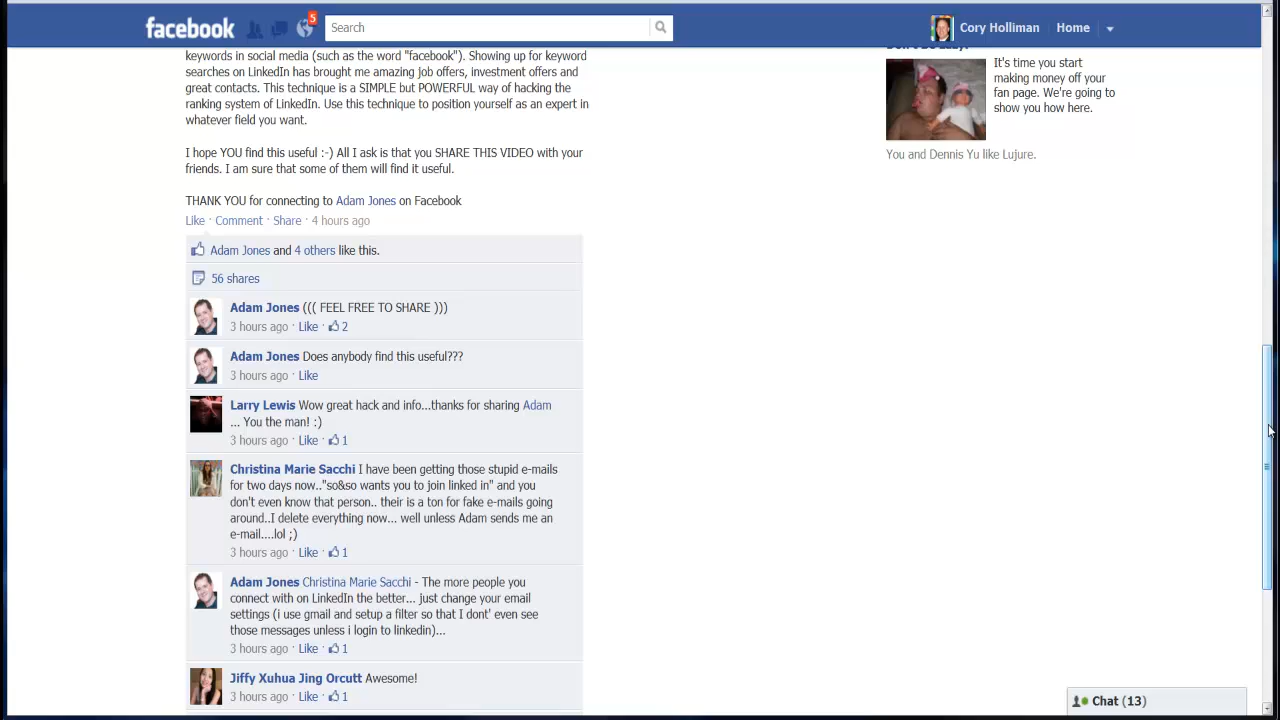 facebook
5
Search
Cory Holliman
Home
keywords in social media (such as the word "facebook"). Showing up for keyword
searches on LinkedIn has brought me amazing job offers, investment offers and
great contacts. This technique is a SIMPLE but POWERFUL way of hacking the
ranking system of LinkedIn. Use this technique to position yourself as an expert in
whatever field you want.
I hope YOU find this useful :-) All I ask is that you SHARE THIS VIDEO with your
friends. I am sure that some of them will find it useful.
THANK YOU for connecting to Adam Jones on Facebook
Like · Comment · Share · 4 hours ago
Adam Jones and 4 others like this.
56 shares
Adam Jones ((( FEEL FREE TO SHARE )))
3 hours ago · Like · 2
Adam Jones Does anybody find this useful???
3 hours ago · Like
Larry Lewis Wow great hack and info...thanks for sharing Adam
... You the man! :)
3 hours ago · Like · 1
Christina Marie Sacchi I have been getting those stupid e-mails
for two days now.."so&so wants you to join linked in" and you
don't even know that person.. their is a ton for fake e-mails going
around..I delete everything now... well unless Adam sends me an
e-mail....lol ;)
3 hours ago · Like · 1
Adam Jones Christina Marie Sacchi - The more people you
connect with on LinkedIn the better... just change your email
settings (i use gmail and setup a filter so that I dont' even see
those messages unless i login to linkedin)...
3 hours ago · Like · 1
Jiffy Xuhua Jing Orcutt Awesome!
3 hours ago · Like · 1
It's time you start
making money off your
fan page. We're going to
show you how here.
You and Dennis Yu like Lujure.
Chat (13)